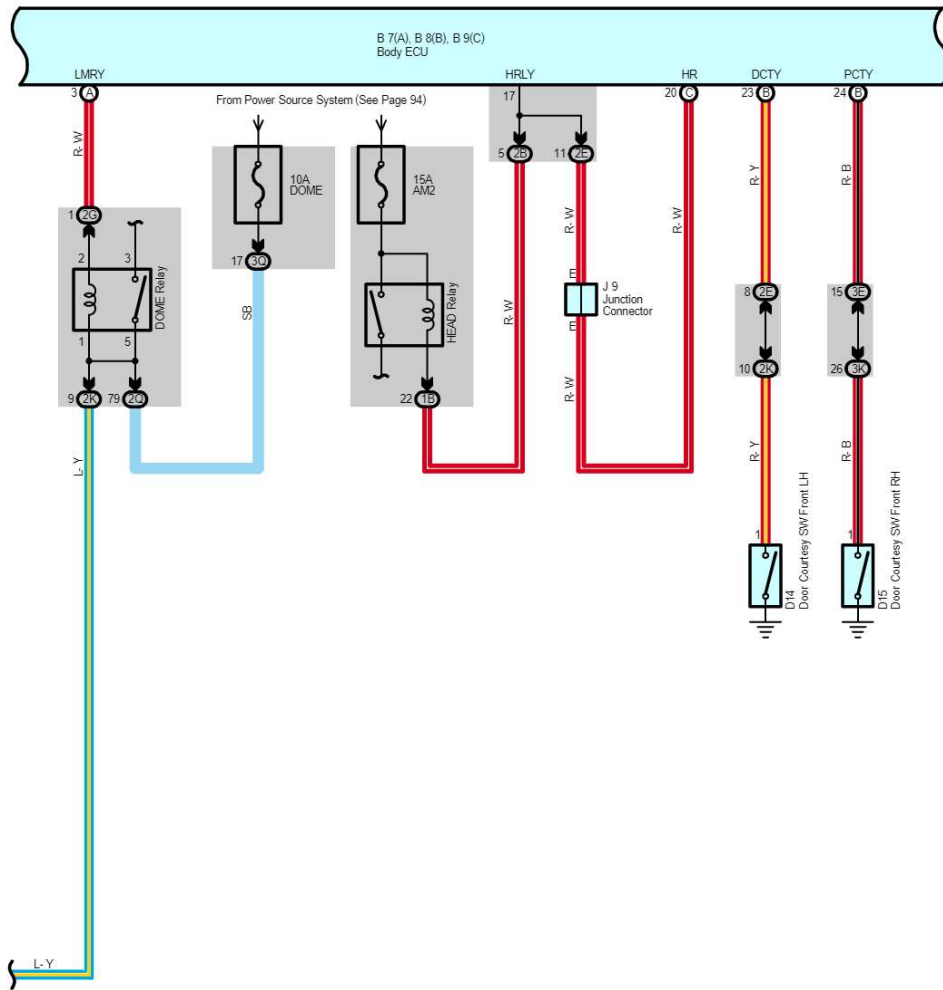 B 7(A), B 8(B), B 9(C)
Body ECU
LMRY
HRLY
HR
DCTY
PCTY
3 A
17
20 C
23 B
24 B
From Power Source System (See Page 94)
R- W
10A
DOME
15A
AM2
5 2B
11 2E
R- W
R- W
R- Y
R- B
1 2G
2
3
DOME Relay
1
5
17 3Q
SB
HEAD Relay
R- W
E
J 9
Junction
Connector
E
8 2E
15 3E
10 2K
26 3K
9 2K
79 2Q
22 1B
R- W
L- Y
R- Y
R- B
1
D14
Door Courtesy SW Front LH
1
D15
Door Courtesy SW Front RH
L- Y